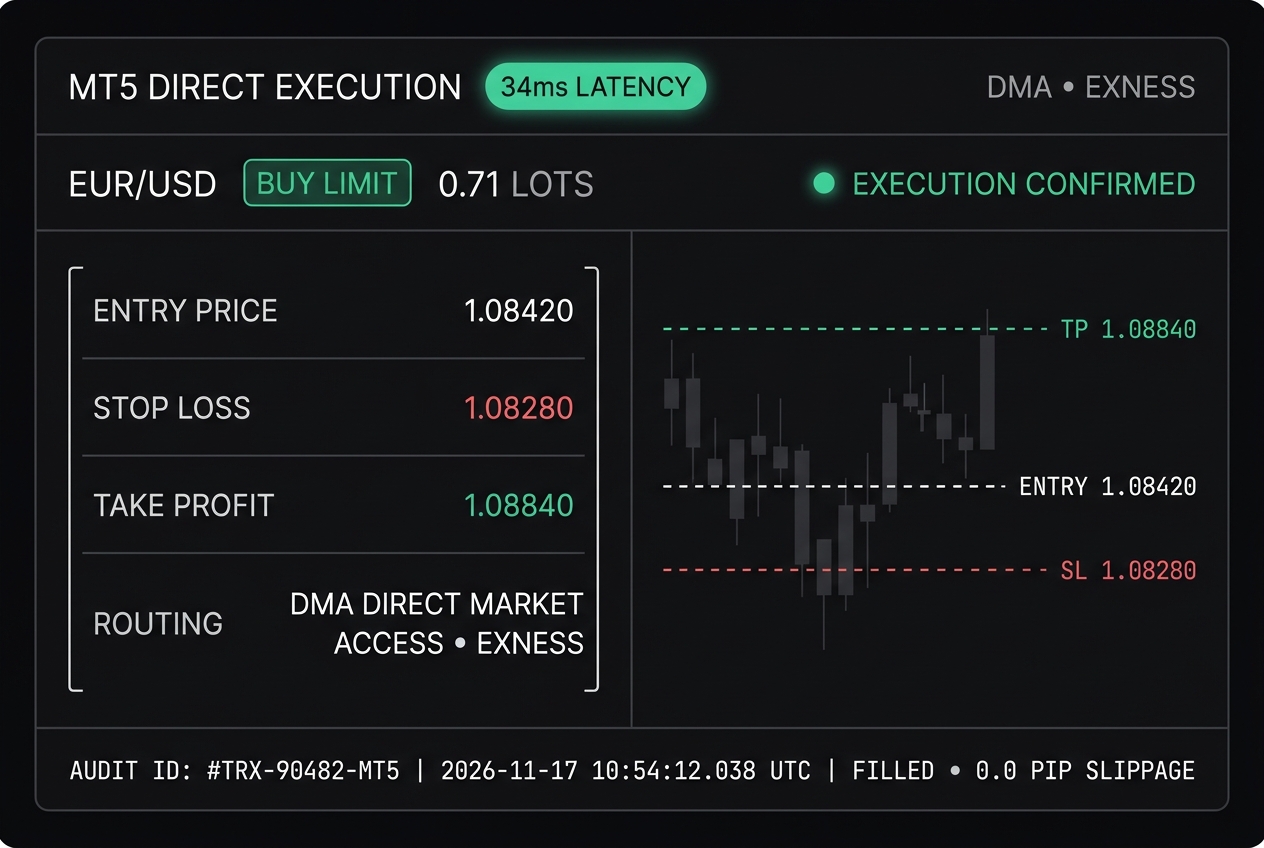 MT5 DIRECT EXECUTION 34ms LATENCY DMA • EXNESS
EUR/USD BUY LIMIT 0.71 LOTS EXECUTION CONFIRMED
ENTRY PRICE 1.08420
STOP LOSS 1.08280
TAKE PROFIT 1.08840
ROUTING DMA DIRECT MARKET
ACCESS • EXNESS
TP 1.08840
ENTRY 1.08420
SL 1.08280
AUDIT ID: #TRX-90482-MT5 | 2026-11-17 10:54:12.038 UTC | FILLED • 0.0 PIP SLIPPAGE